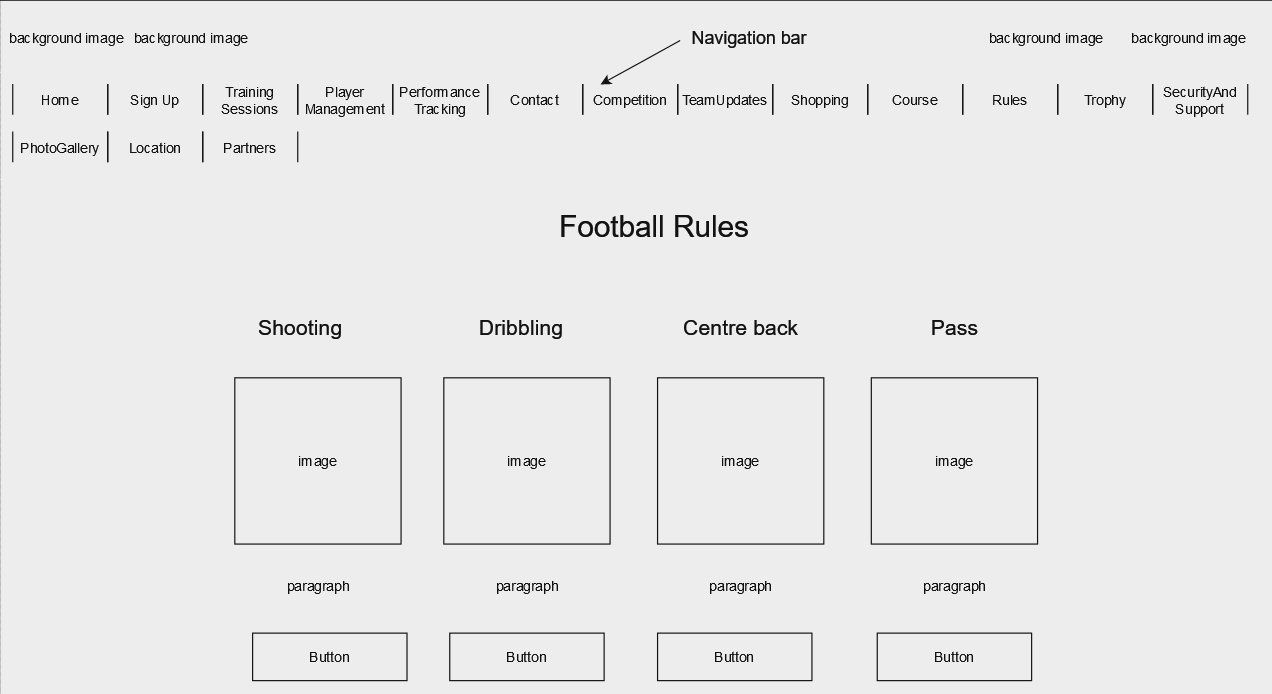 background image background image Navigation bar background image background image
Home Sign Up Training Sessions Player Management Performance Tracking Contact Competition TeamUpdates Shopping Course Rules Trophy SecurityAnd Support
PhotoGallery Location Partners
Football Rules
Shooting Dribbling Centre back Pass
image image image image
paragraph paragraph paragraph paragraph
Button Button Button Button